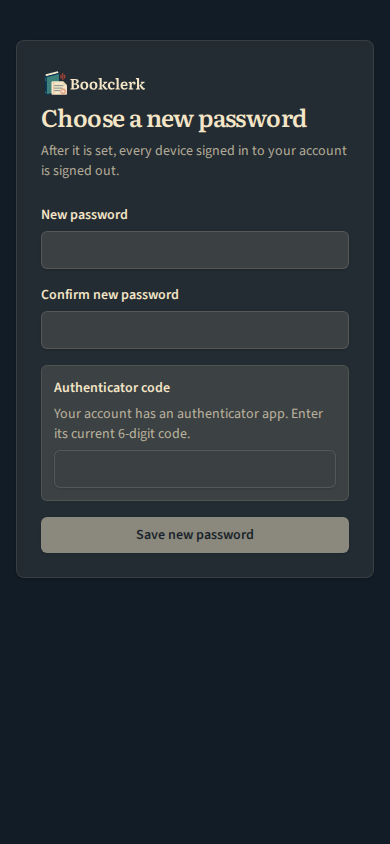 Bookclerk
Choose a new password
After it is set, every device signed in to your account
is signed out.
New password
Confirm new password
Authenticator code
Your account has an authenticator app. Enter
its current 6-digit code.
Save new password